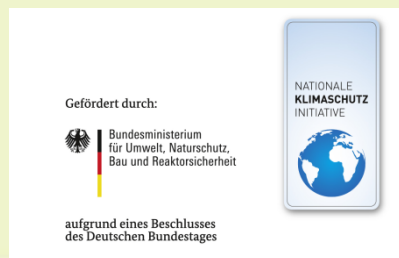 Gefördert durch:
Bundesministerium
für Umwelt, Naturschutz,
Bau und Reaktorsicherheit
aufgrund eines Beschlusses
des Deutschen Bundestages
NATIONALE
KLIMASCHUTZ
INITIATIVE